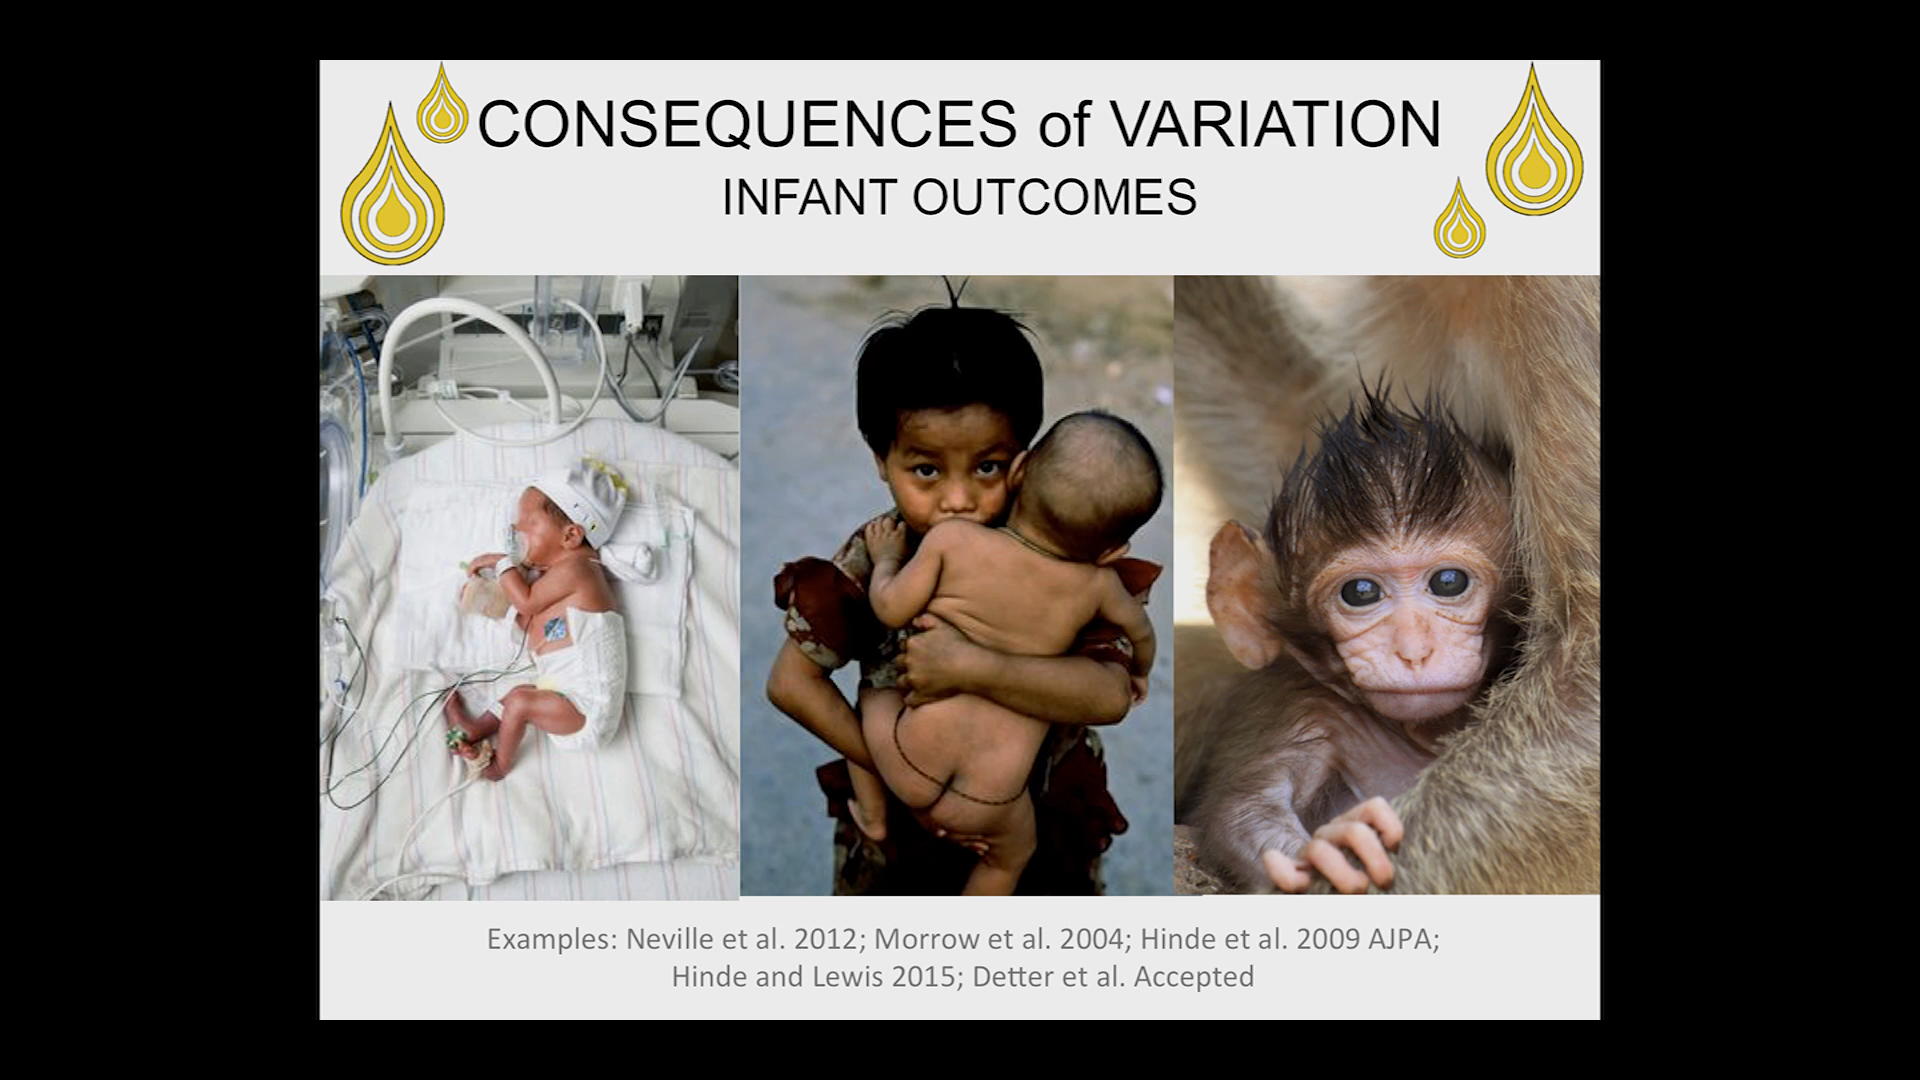 CONSEQUENCES of VARIATION
INFANT OUTCOMES
Examples: Neville et al. 2012; Morrow et al. 2004; Hinde et al. 2009 AJPA;
Hinde and Lewis 2015; Detter et al. Accepted